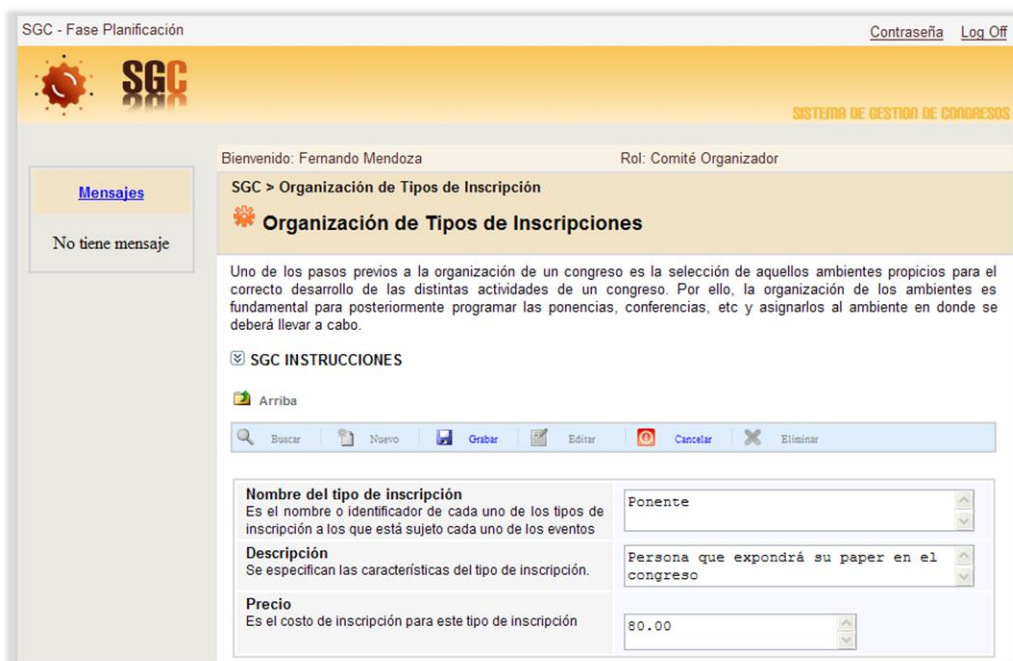 SGC - Fase Planificación
Contraseña Log Off
SGC
SISTEMA DE GESTION DE CONGRESOS
Bienvenido: Fernando Mendoza Rol: Comité Organizador
Mensajes
No tiene mensaje
SGC > Organización de Tipos de Inscripción
Organización de Tipos de Inscripciones
Uno de los pasos previos a la organización de un congreso es la selección de aquellos ambientes propicios para el
correcto desarrollo de las distintas actividades de un congreso. Por ello, la organización de los ambientes es
fundamental para posteriormente programar las ponencias, conferencias, etc y asignarlos al ambiente en donde se
deberá llevar a cabo.
SGC INSTRUCCIONES
Arriba
Buscar Nuevo Grabar Editar Cancelar Eliminar
Nombre del tipo de inscripción
Es el nombre o identificador de cada uno de los tipos de
inscripción a los que está sujeto cada uno de los eventos
Ponente
Descripción
Se especifican las características del tipo de inscripción.
Persona que expondrá su paper en el
congreso
Precio
Es el costo de inscripción para este tipo de inscripción
80.00